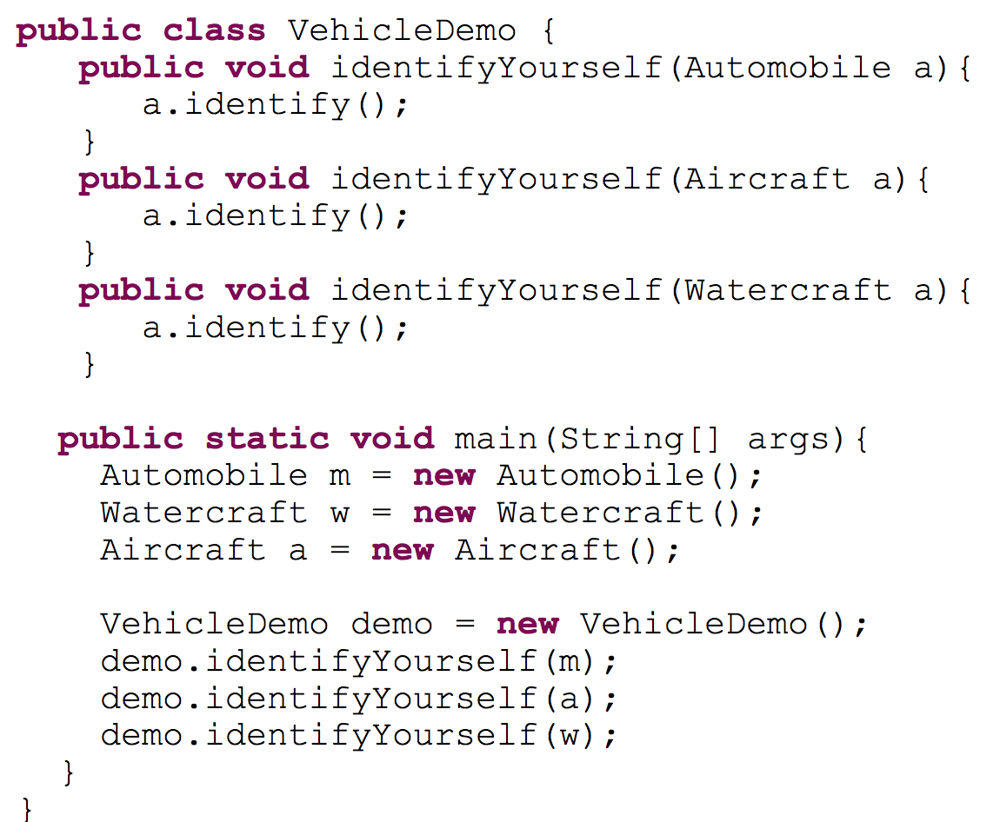 public class VehicleDemo {
public void identifyYourself(Automobile a){
a.identify();
}
public void identifyYourself(Aircraft a){
a.identify();
}
public void identifyYourself(Watercraft a){
a.identify();
}
public static void main(String[] args){
Automobile m = new Automobile();
Watercraft w = new Watercraft();
Aircraft a = new Aircraft();
VehicleDemo demo = new VehicleDemo();
demo.identifyYourself(m);
demo.identifyYourself(a);
demo.identifyYourself(w);
}
}